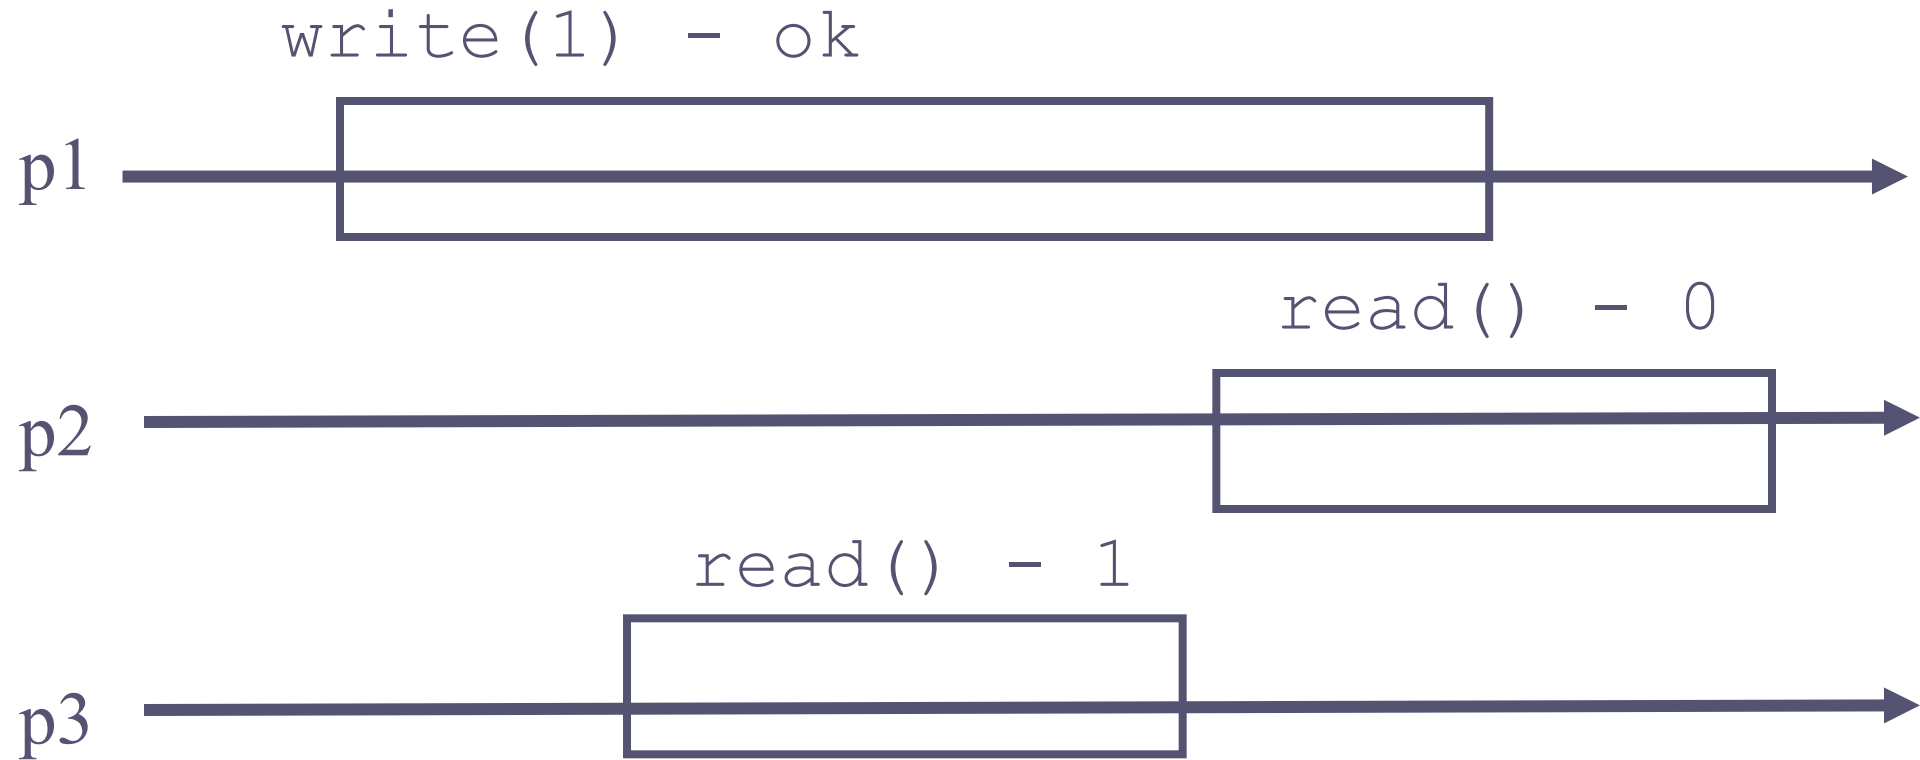 write(1) - ok
p1
read() - 0
p2
read() - 1
p3